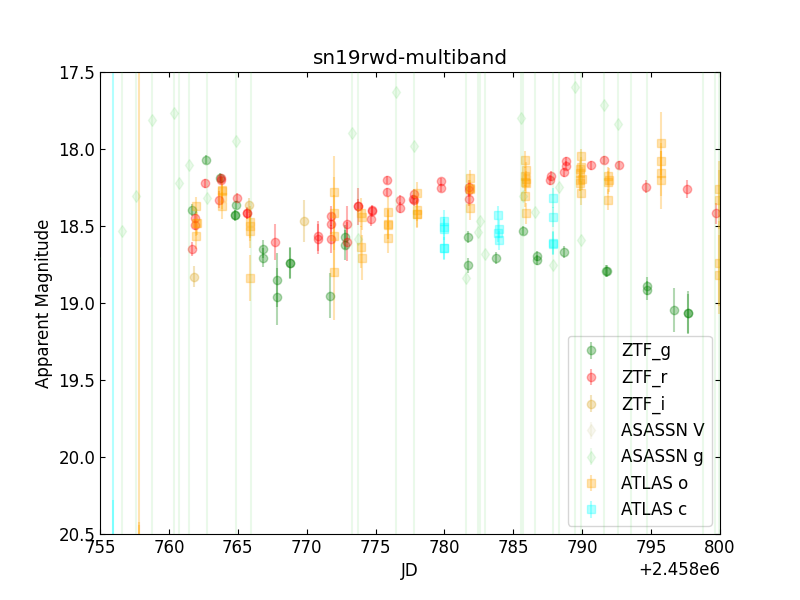 sn19rwd-multiband
Apparent Magnitude
17.5
18.0
18.5
19.0
19.5
20.0
20.5
ZTF_g
ZTF_r
ZTF_i
ASASSN V
ASASSN g
ATLAS o
ATLAS c
755 760 765 770 775 780 785 790 795 800
JD
+2.458e6